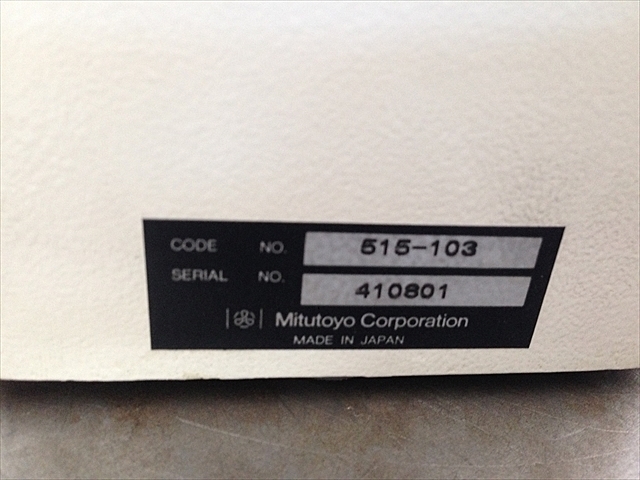 CODE NO. 515-103
SERIAL NO. 410801
Mitutoyo Corporation
MADE IN JAPAN